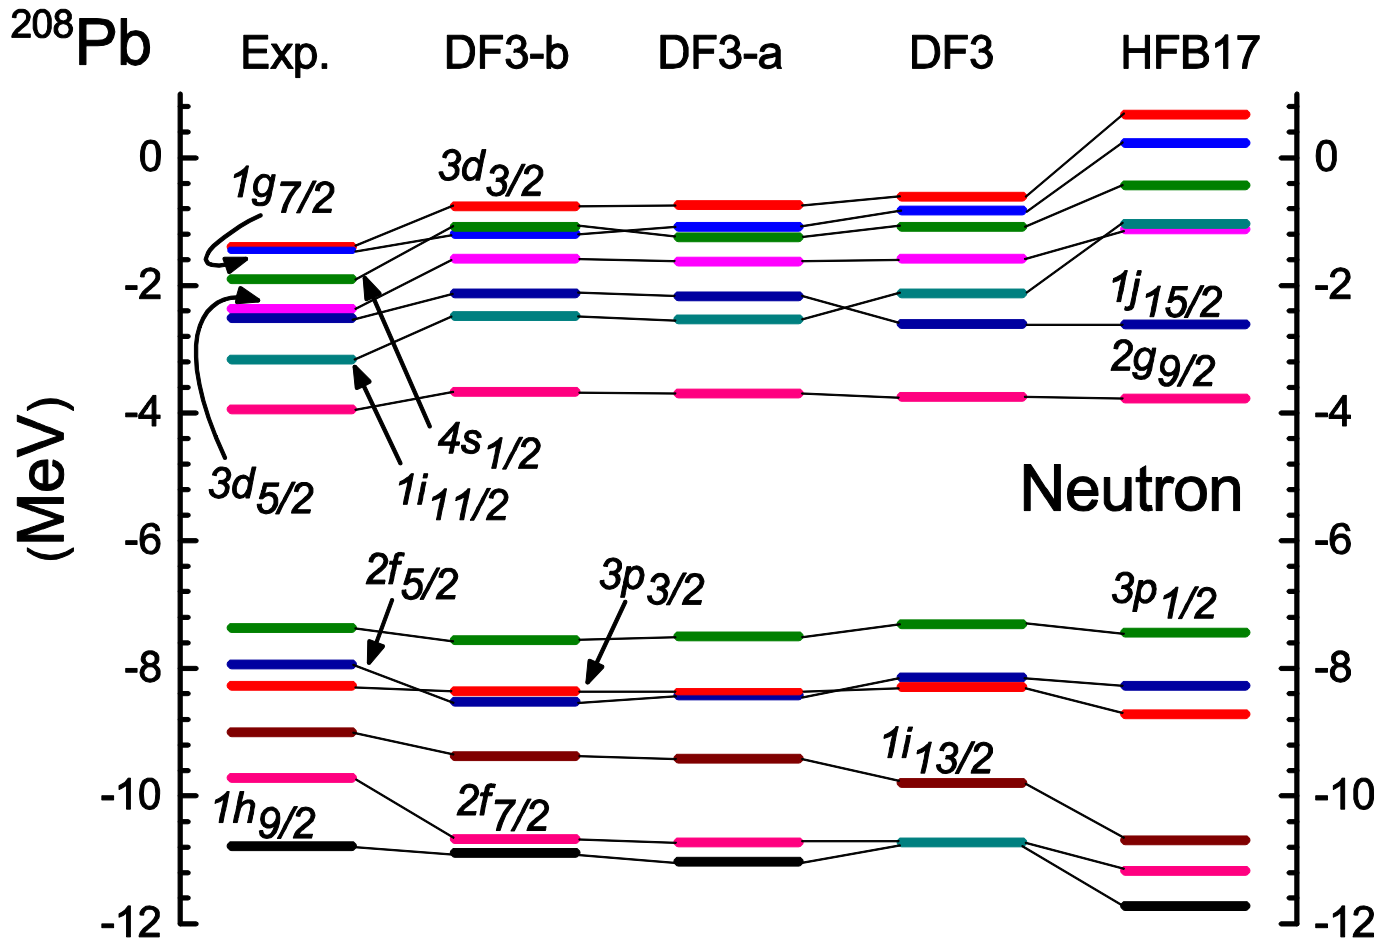 ²⁰⁸Pb Exp. DF3-b DF3-a DF3 HFB17
0 0
-2 -2
-4 -4
-6 -6
-8 -8
-10 -10
-12 -12
(MeV)
1g7/2
3d3/2
1j15/2
2g9/2
4s1/2
3d5/2
1i11/2
Neutron
2f5/2
3p3/2
3p1/2
1i13/2
1h9/2
2f7/2